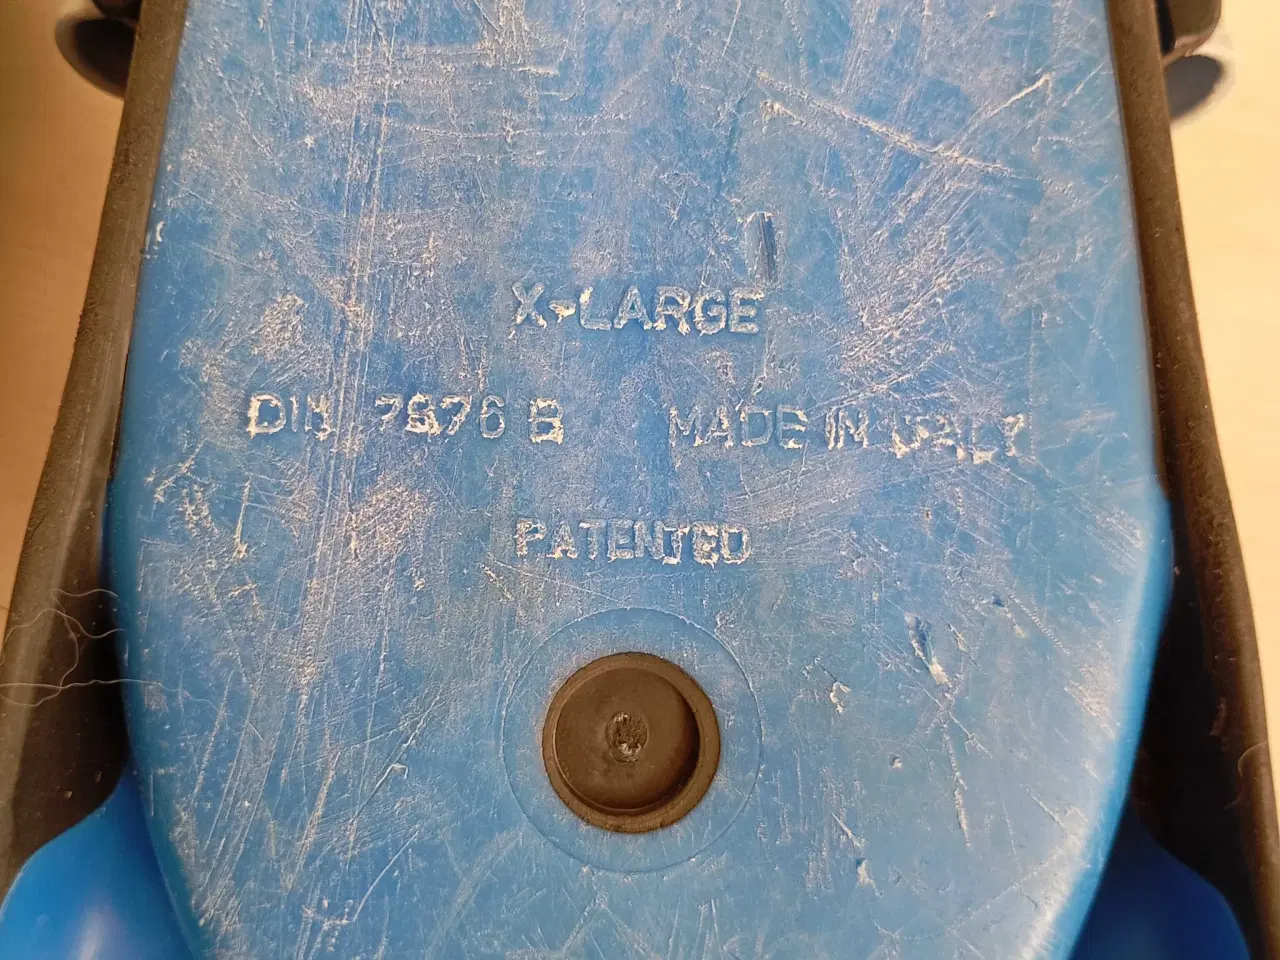 X-LARGE
DIN 7876 B MADE IN ITALY
PATENTED